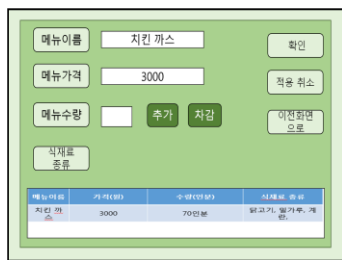 메뉴이름 치킨 까스 확인
메뉴가격 3000 적용 취소
메뉴수량 추가 차감 이전화면
으로
식재료
종류
메뉴이름 가격(원) 수량(인분) 식재료 종류
치킨 까 3000 70인분 닭고기, 밀가루, 계
스 란,